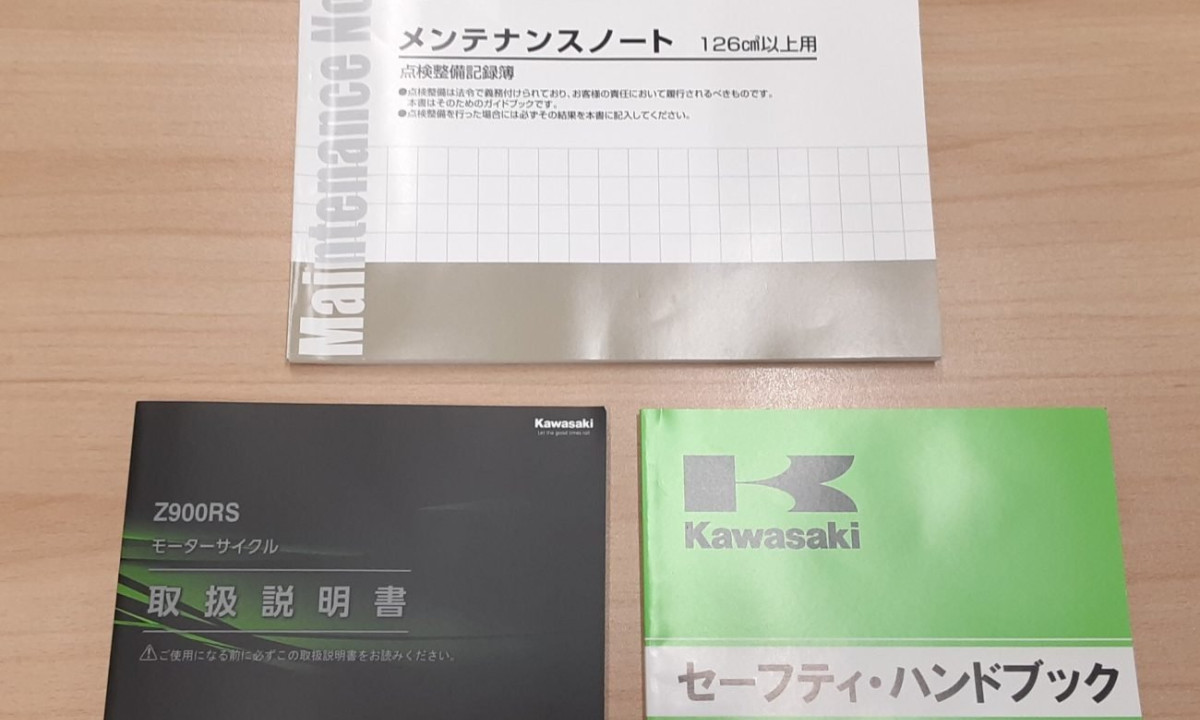 Maintenance No
メンテナンスノート 126c㎥以上用
点検整備記録簿
●点検整備は法令で義務付けられており、お客様の責任において履行されるべきものです。
本書はそのためのガイドブックです。
●点検整備を行った場合には必ずその結果を本書に記入してください。
Kawasaki
Let the good times roll
Z900RS
モーターサイクル
取扱説明書
⚠ご使用になる前に必ずこの取扱説明書をお読みください。
Kawasaki
セーフティ・ハンドブック